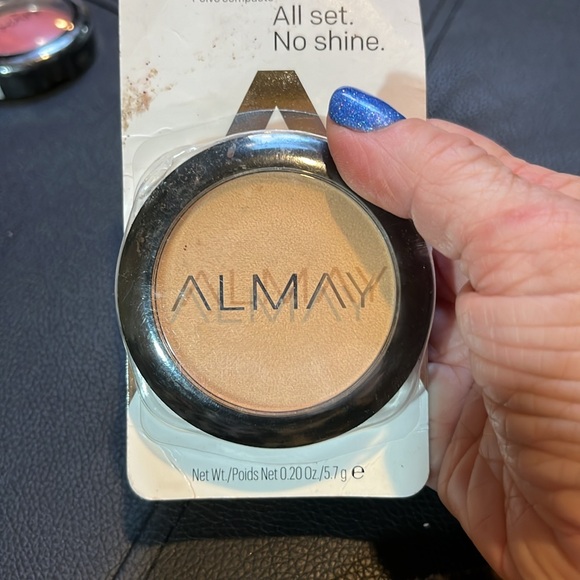 All set.
No shine.
ALMAY
Net Wt./Poids Net 0.20 Oz./5.7 g ℮